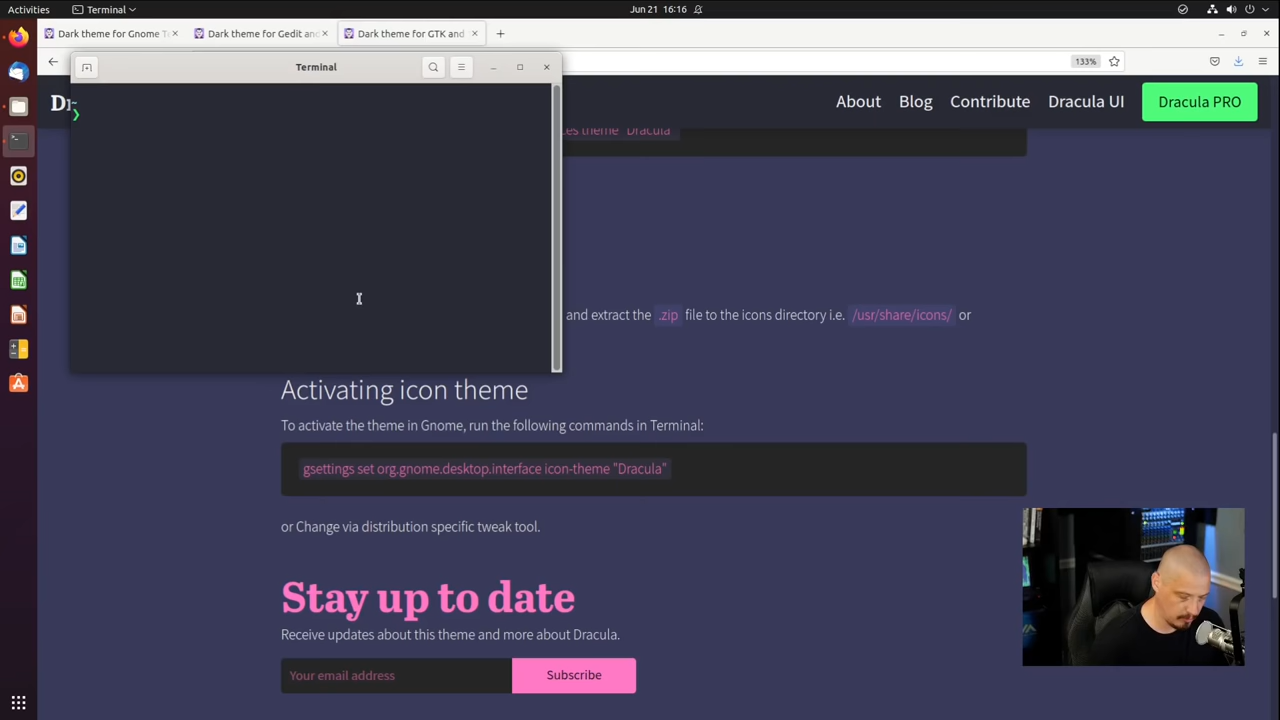 Activities Terminal Jun 21 16:16
Dark theme for Gnome T Dark theme for Gedit and Dark theme for GTK and
133%
Terminal
Dr
About Blog Contribute Dracula UI Dracula PRO
~
❯
ces theme "Dracula"
and extract the .zip file to the icons directory i.e. /usr/share/icons/ or
Activating icon theme
To activate the theme in Gnome, run the following commands in Terminal:
gsettings set org.gnome.desktop.interface icon-theme "Dracula"
or Change via distribution specific tweak tool.
Stay up to date
Receive updates about this theme and more about Dracula.
Your email address Subscribe